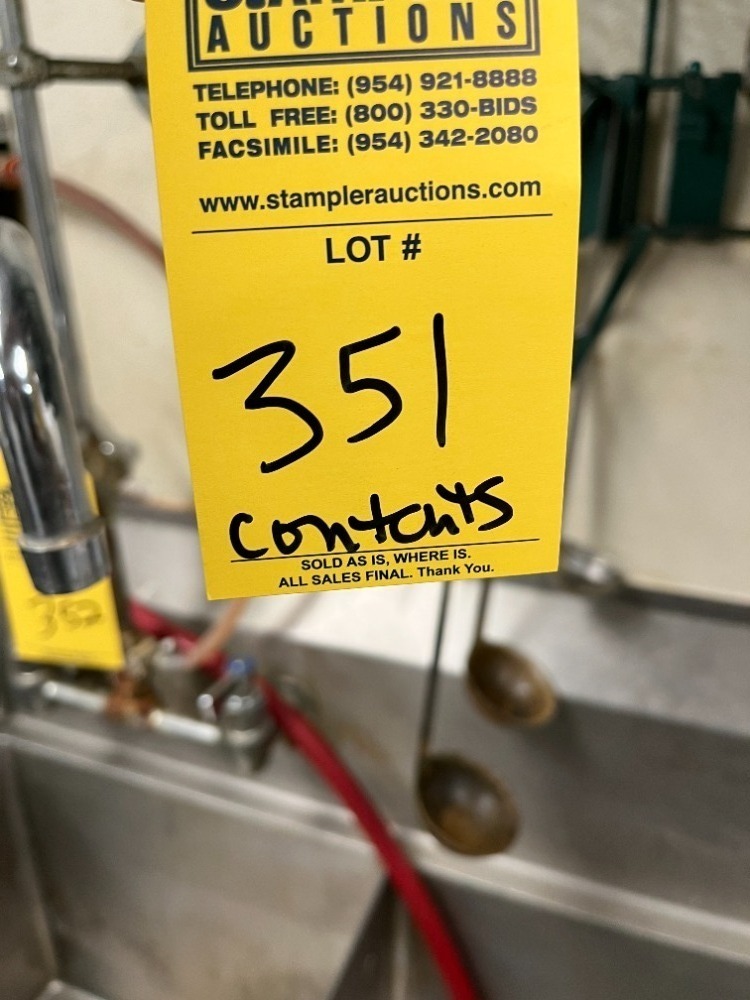 AUCTIONS
TELEPHONE: (954) 921-8888
TOLL FREE: (800) 330-BIDS
FACSIMILE: (954) 342-2080
www.stamplerauctions.com
LOT #
351
contents
SOLD AS IS, WHERE IS.
ALL SALES FINAL. Thank You.
352